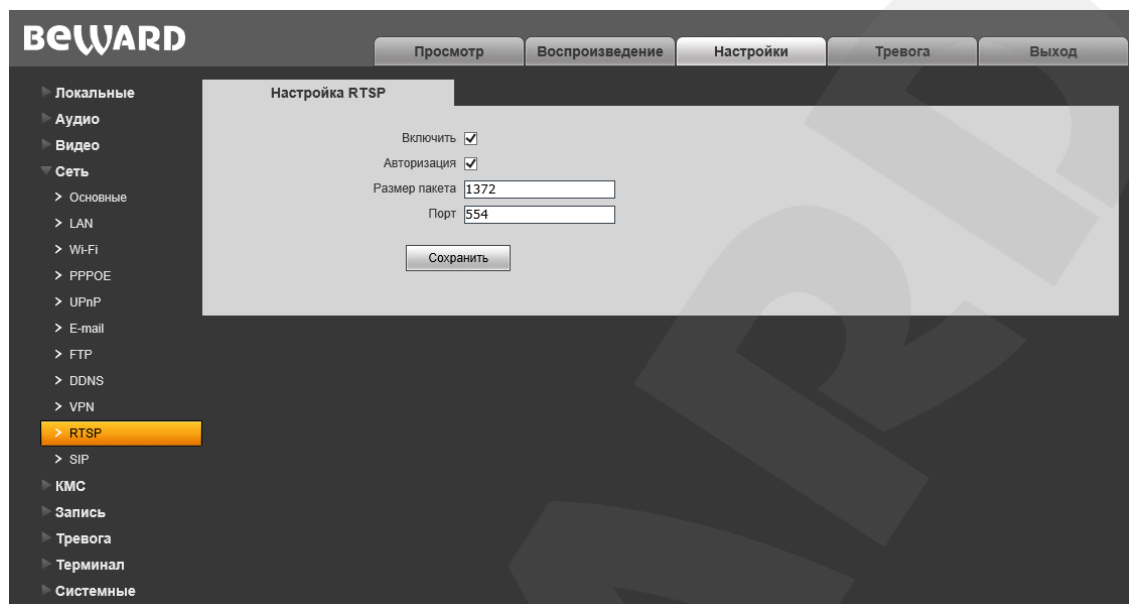 BEWARD
Просмотр Воспроизведение Настройки Тревога Выход
Локальные
Аудио
Видео
Сеть
Основные
LAN
Wi-Fi
PPPOE
UPnP
E-mail
FTP
DDNS
VPN
RTSP
SIP
КМС
Запись
Тревога
Терминал
Системные
Настройка RTSP
Включить
Авторизация
Размер пакета 1372
Порт 554
Сохранить